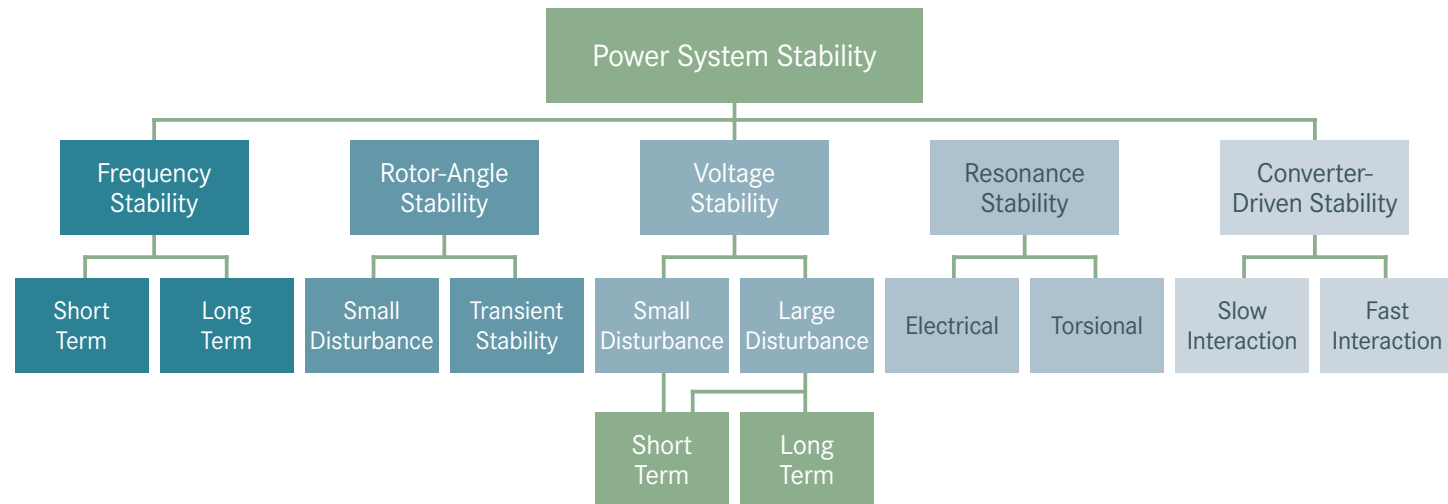 Power System Stability
Frequency
Stability
Rotor-Angle
Stability
Voltage
Stability
Resonance
Stability
Converter-
Driven Stability
Short
Term
Long
Term
Small
Disturbance
Transient
Stability
Small
Disturbance
Large
Disturbance
Electrical
Torsional
Slow
Interaction
Fast
Interaction
Short
Term
Long
Term